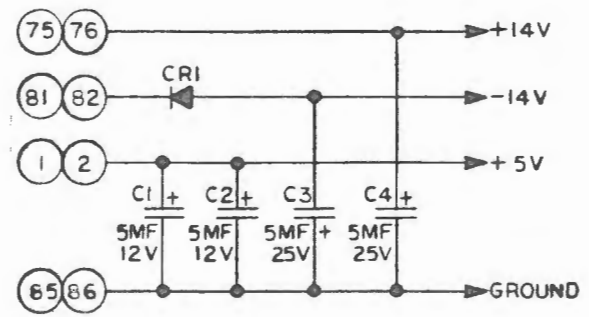 75 76 +14V
CR1
81 82 -14V
1 2 +5V
C1 + C2 + C3 C4 +
5MF 5MF 5MF + 5MF
12V 12V 25V 25V
85 86 GROUND